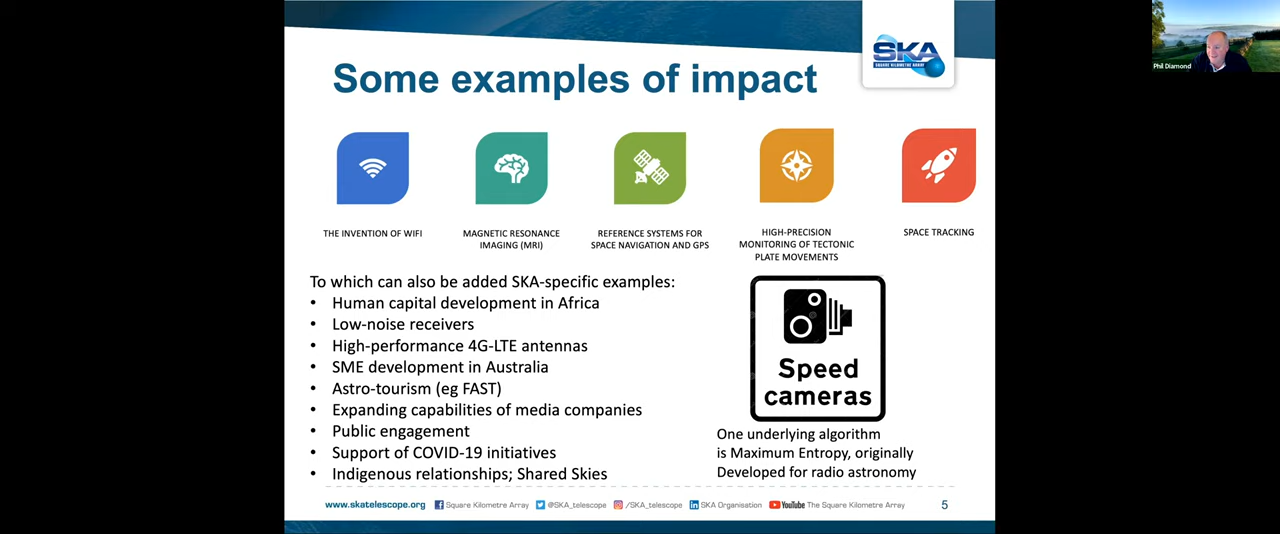 Phil Diamond
SKA
SQUARE KILOMETRE ARRAY
Some examples of impact
THE INVENTION OF WIFI
MAGNETIC RESONANCE
IMAGING (MRI)
REFERENCE SYSTEMS FOR
SPACE NAVIGATION AND GPS
HIGH-PRECISION
MONITORING OF TECTONIC
PLATE MOVEMENTS
SPACE TRACKING
To which can also be added SKA-specific examples:
• Human capital development in Africa
• Low-noise receivers
• High-performance 4G-LTE antennas
• SME development in Australia
• Astro-tourism (eg FAST)
• Expanding capabilities of media companies
• Public engagement
• Support of COVID-19 initiatives
• Indigenous relationships; Shared Skies
Speed
cameras
One underlying algorithm
is Maximum Entropy, originally
Developed for radio astronomy
www.skatelescope.org Square Kilometre Array @SKA_telescope /SKA_telescope SKA Organisation YouTube The Square Kilometre Array 5